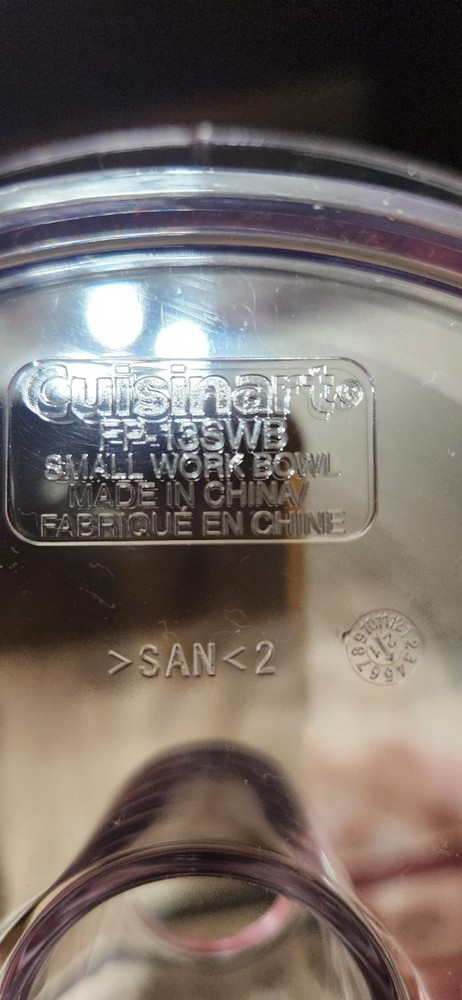 Cuisinart®
FP-13SWB
SMALL WORK BOWL
MADE IN CHINA/
FABRIQUÉ EN CHINE
>SAN<2